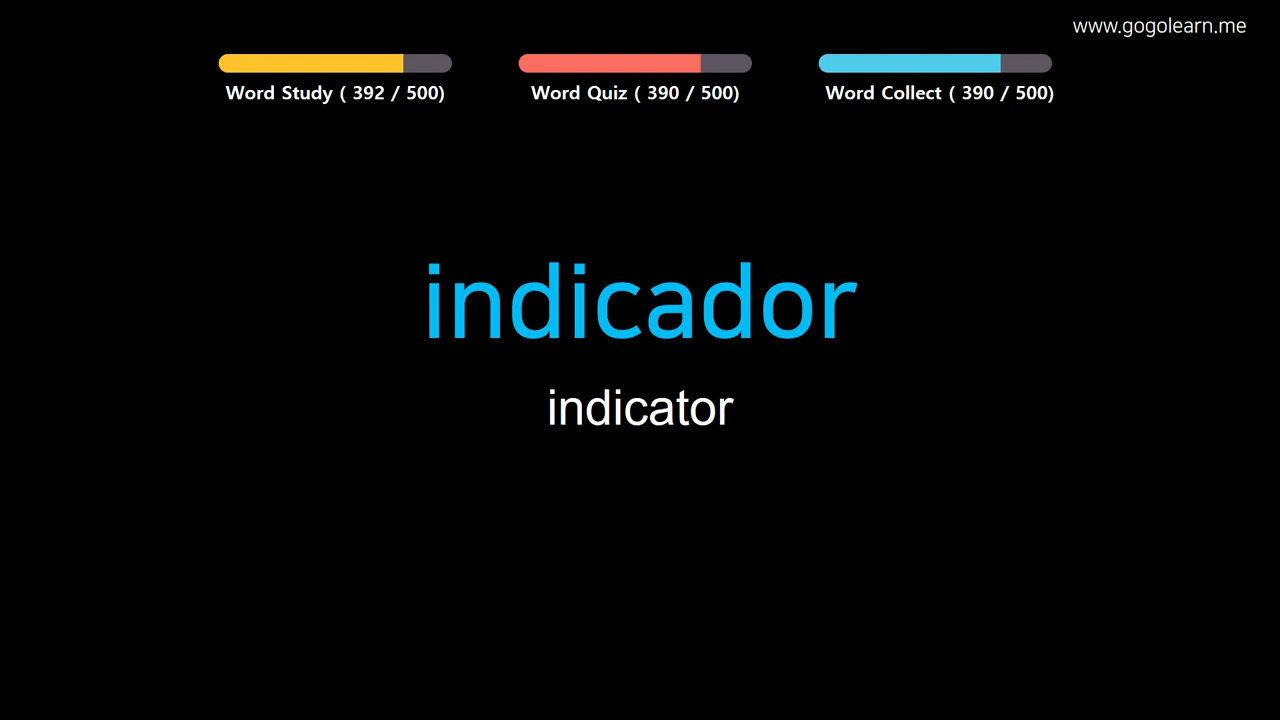 www.gogolearn.me
Word Study ( 392 / 500)
Word Quiz ( 390 / 500)
Word Collect ( 390 / 500)
indicador
indicator